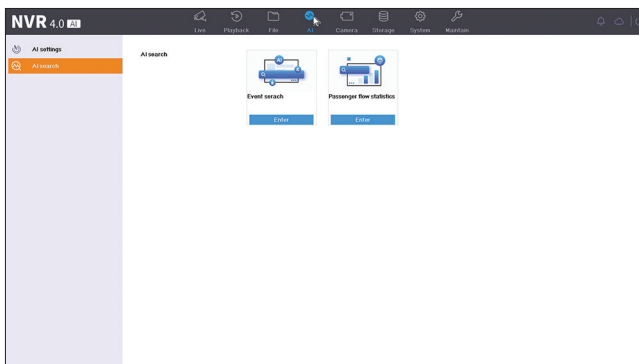 NVR 4.0 AI
Live Playback File AI Camera Storage System Maintain
AI settings
AI search
AI search
Event serach
Enter
Passenger flow statistics
Enter